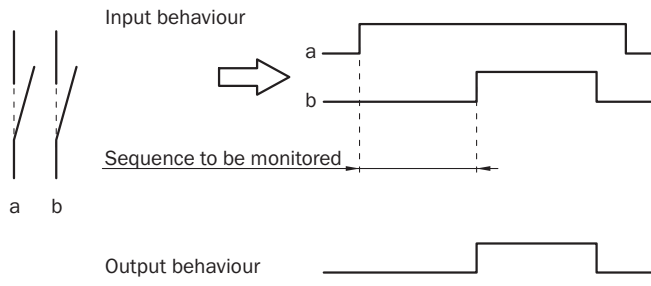 Input behaviour
a
b
Sequence to be monitored
a b
Output behaviour